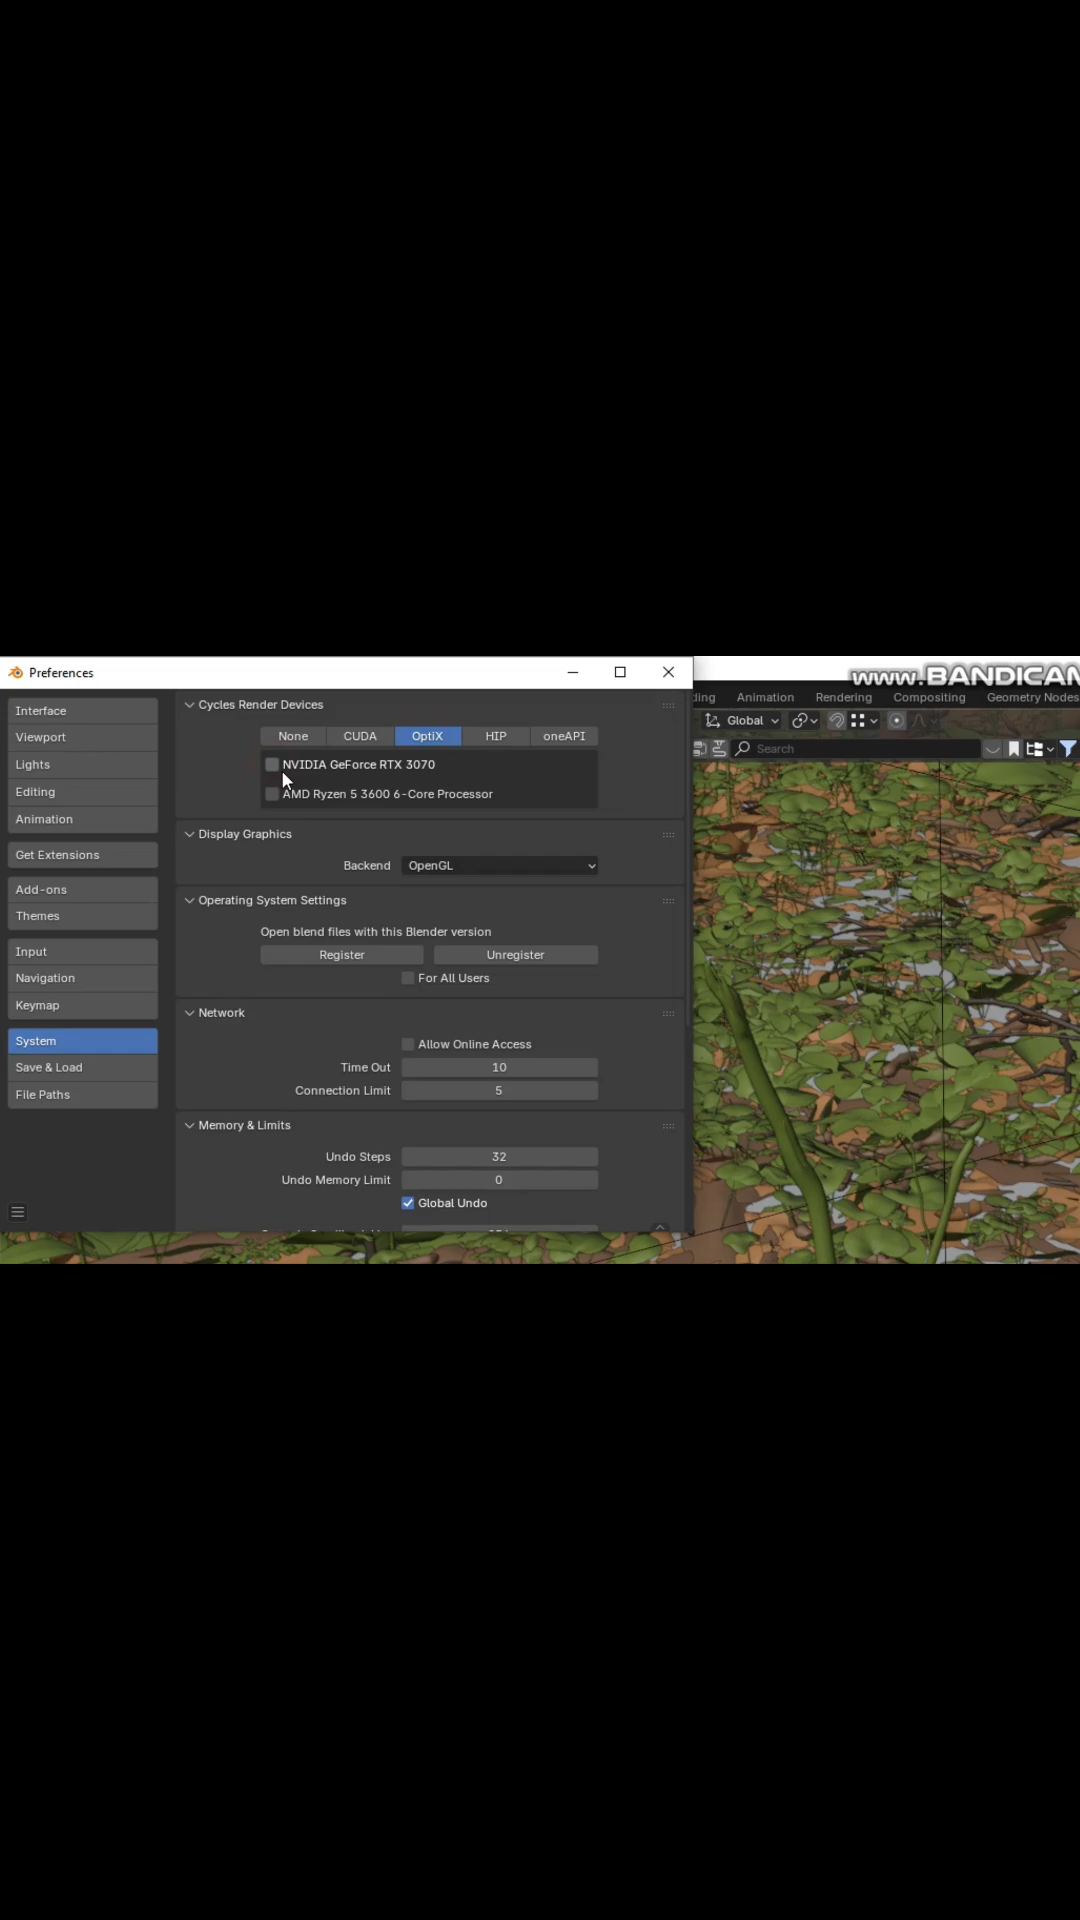 Preferences
www.BANDICAM
Interface
Viewport
Lights
Editing
Animation
Get Extensions
Add-ons
Themes
Input
Navigation
Keymap
System
Save & Load
File Paths
Cycles Render Devices
None CUDA OptiX HIP oneAPI
NVIDIA GeForce RTX 3070
AMD Ryzen 5 3600 6-Core Processor
Display Graphics
Backend OpenGL
Operating System Settings
Open blend files with this Blender version
Register Unregister
For All Users
Network
Allow Online Access
Time Out 10
Connection Limit 5
Memory & Limits
Undo Steps 32
Undo Memory Limit 0
Global Undo
ding Animation Rendering Compositing Geometry Nodes
Global
Search